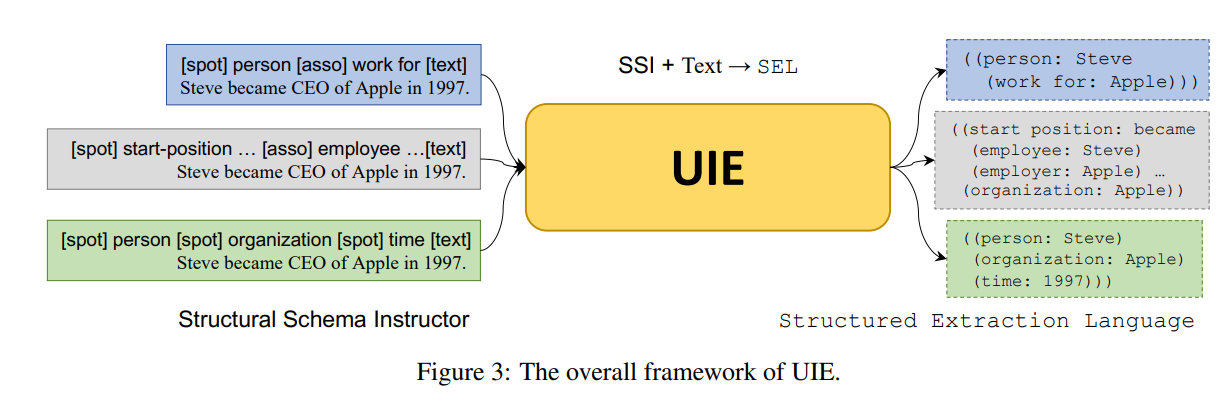 [spot] person [asso] work for [text]
Steve became CEO of Apple in 1997.
[spot] start-position … [asso] employee …[text]
Steve became CEO of Apple in 1997.
[spot] person [spot] organization [spot] time [text]
Steve became CEO of Apple in 1997.
Structural Schema Instructor
SSI + Text → SEL
UIE
((person: Steve
(work for: Apple)))
((start position: became
(employee: Steve)
(employer: Apple) …
(organization: Apple))
((person: Steve)
(organization: Apple)
(time: 1997)))
Structured Extraction Language
Figure 3: The overall framework of UIE.